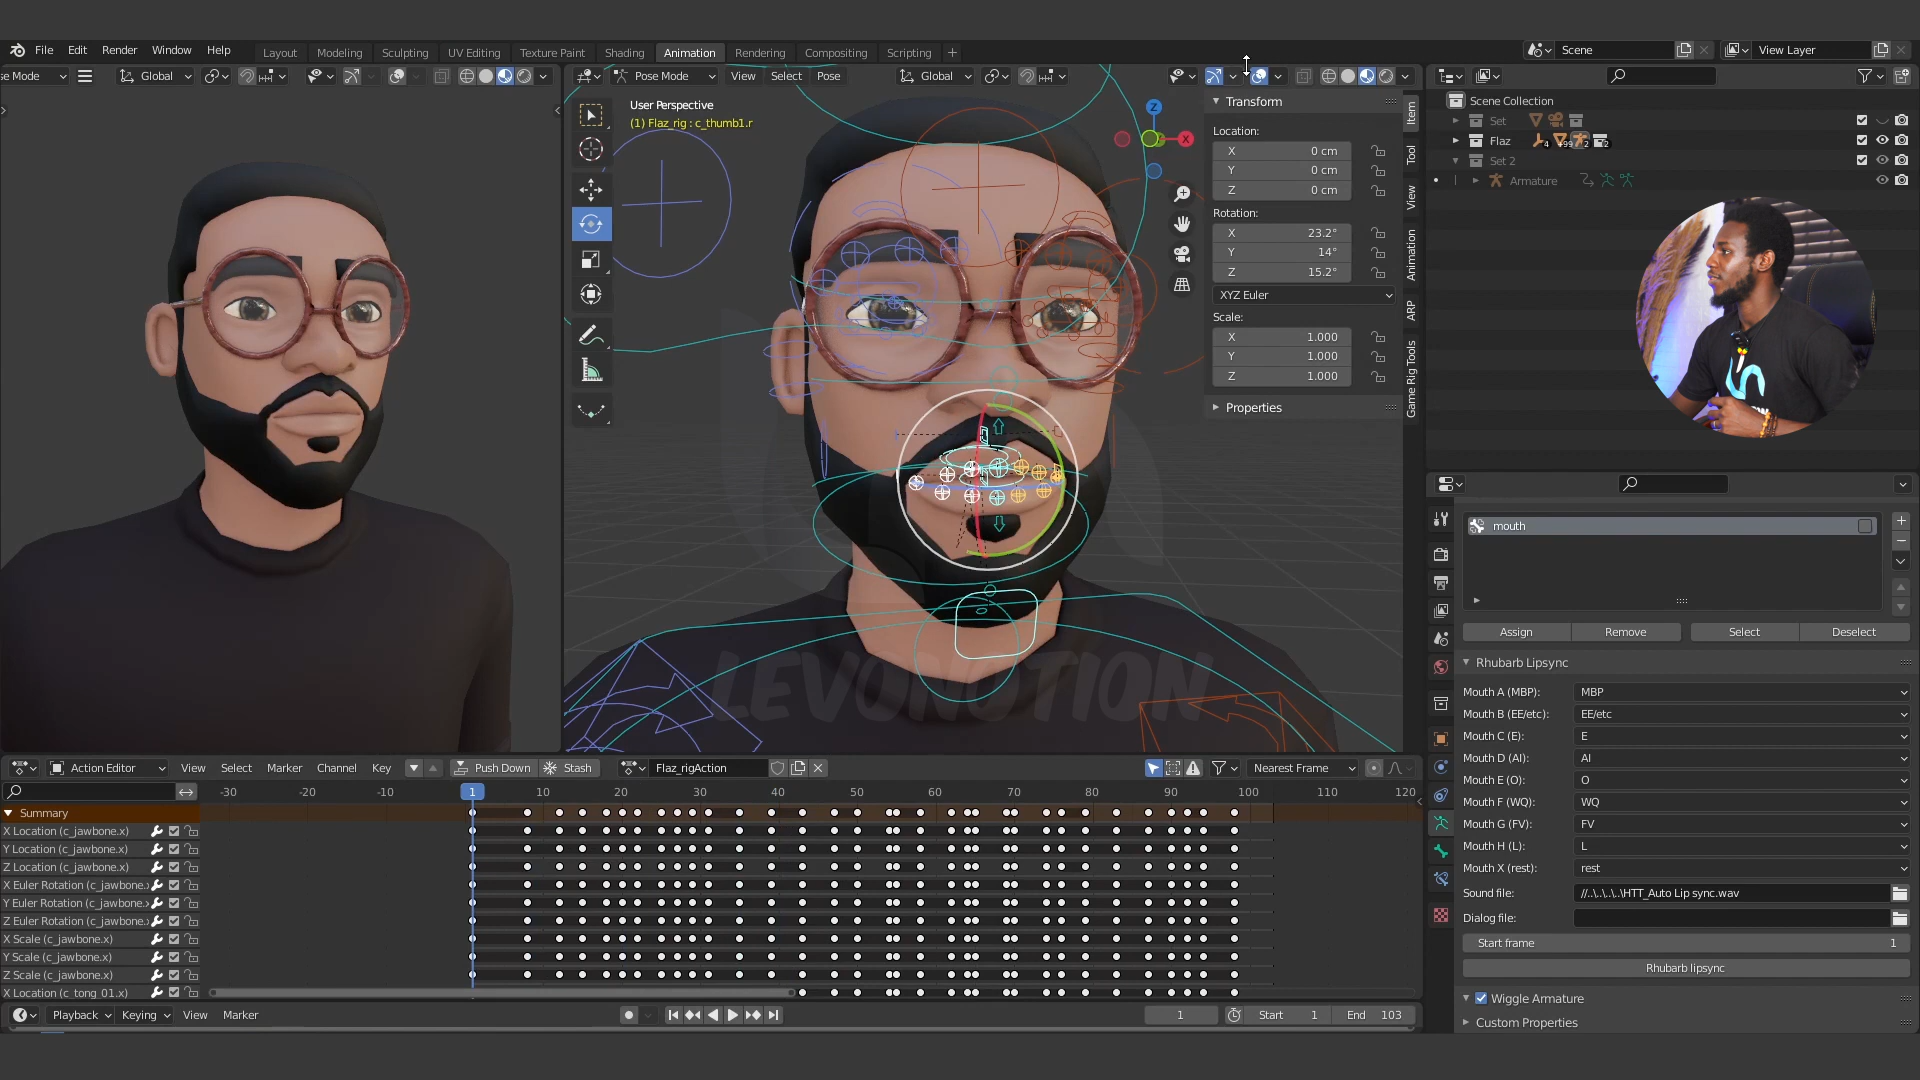 File Edit Render Window Help
Layout Modeling Sculpting UV Editing Texture Paint Shading Animation Rendering Compositing Scripting +
Scene
View Layer
se Mode Global
Pose Mode View Select Pose Global
User Perspective
(1) Flaz_rig : c_thumb1.r
Z
X
Transform
Location:
X 0 cm
Y 0 cm
Z 0 cm
Rotation:
X 23.2°
Y 14°
Z 15.2°
XYZ Euler
Scale:
X 1.000
Y 1.000
Z 1.000
Properties
Item
Tool
View
Animation
ARP
Game Rig Tools
Scene Collection
Set
Flaz 4 +99 2 2
Set 2
Armature
LEVONOTION
mouth
Assign Remove Select Deselect
Rhubarb Lipsync
Mouth A (MBP): MBP
Mouth B (EE/etc): EE/etc
Mouth C (E): E
Mouth D (AI): AI
Mouth E (O): O
Mouth F (WQ): WQ
Mouth G (FV): FV
Mouth H (L): L
Mouth X (rest): rest
Sound file: //..\..\..\..\HTT_Auto Lip sync.wav
Dialog file:
Start frame 1
Rhubarb lipsync
Wiggle Armature
Custom Properties
Action Editor View Select Marker Channel Key Push Down Stash Flaz_rigAction Nearest Frame
-30 -20 -10 1 10 20 30 40 50 60 70 80 90 100 110 120
Summary
X Location (c_jawbone.x)
Y Location (c_jawbone.x)
Z Location (c_jawbone.x)
X Euler Rotation (c_jawbone.
Y Euler Rotation (c_jawbone.
Z Euler Rotation (c_jawbone.
X Scale (c_jawbone.x)
Y Scale (c_jawbone.x)
Z Scale (c_jawbone.x)
X Location (c_tong_01.x)
Playback Keying View Marker
1 Start 1 End 103